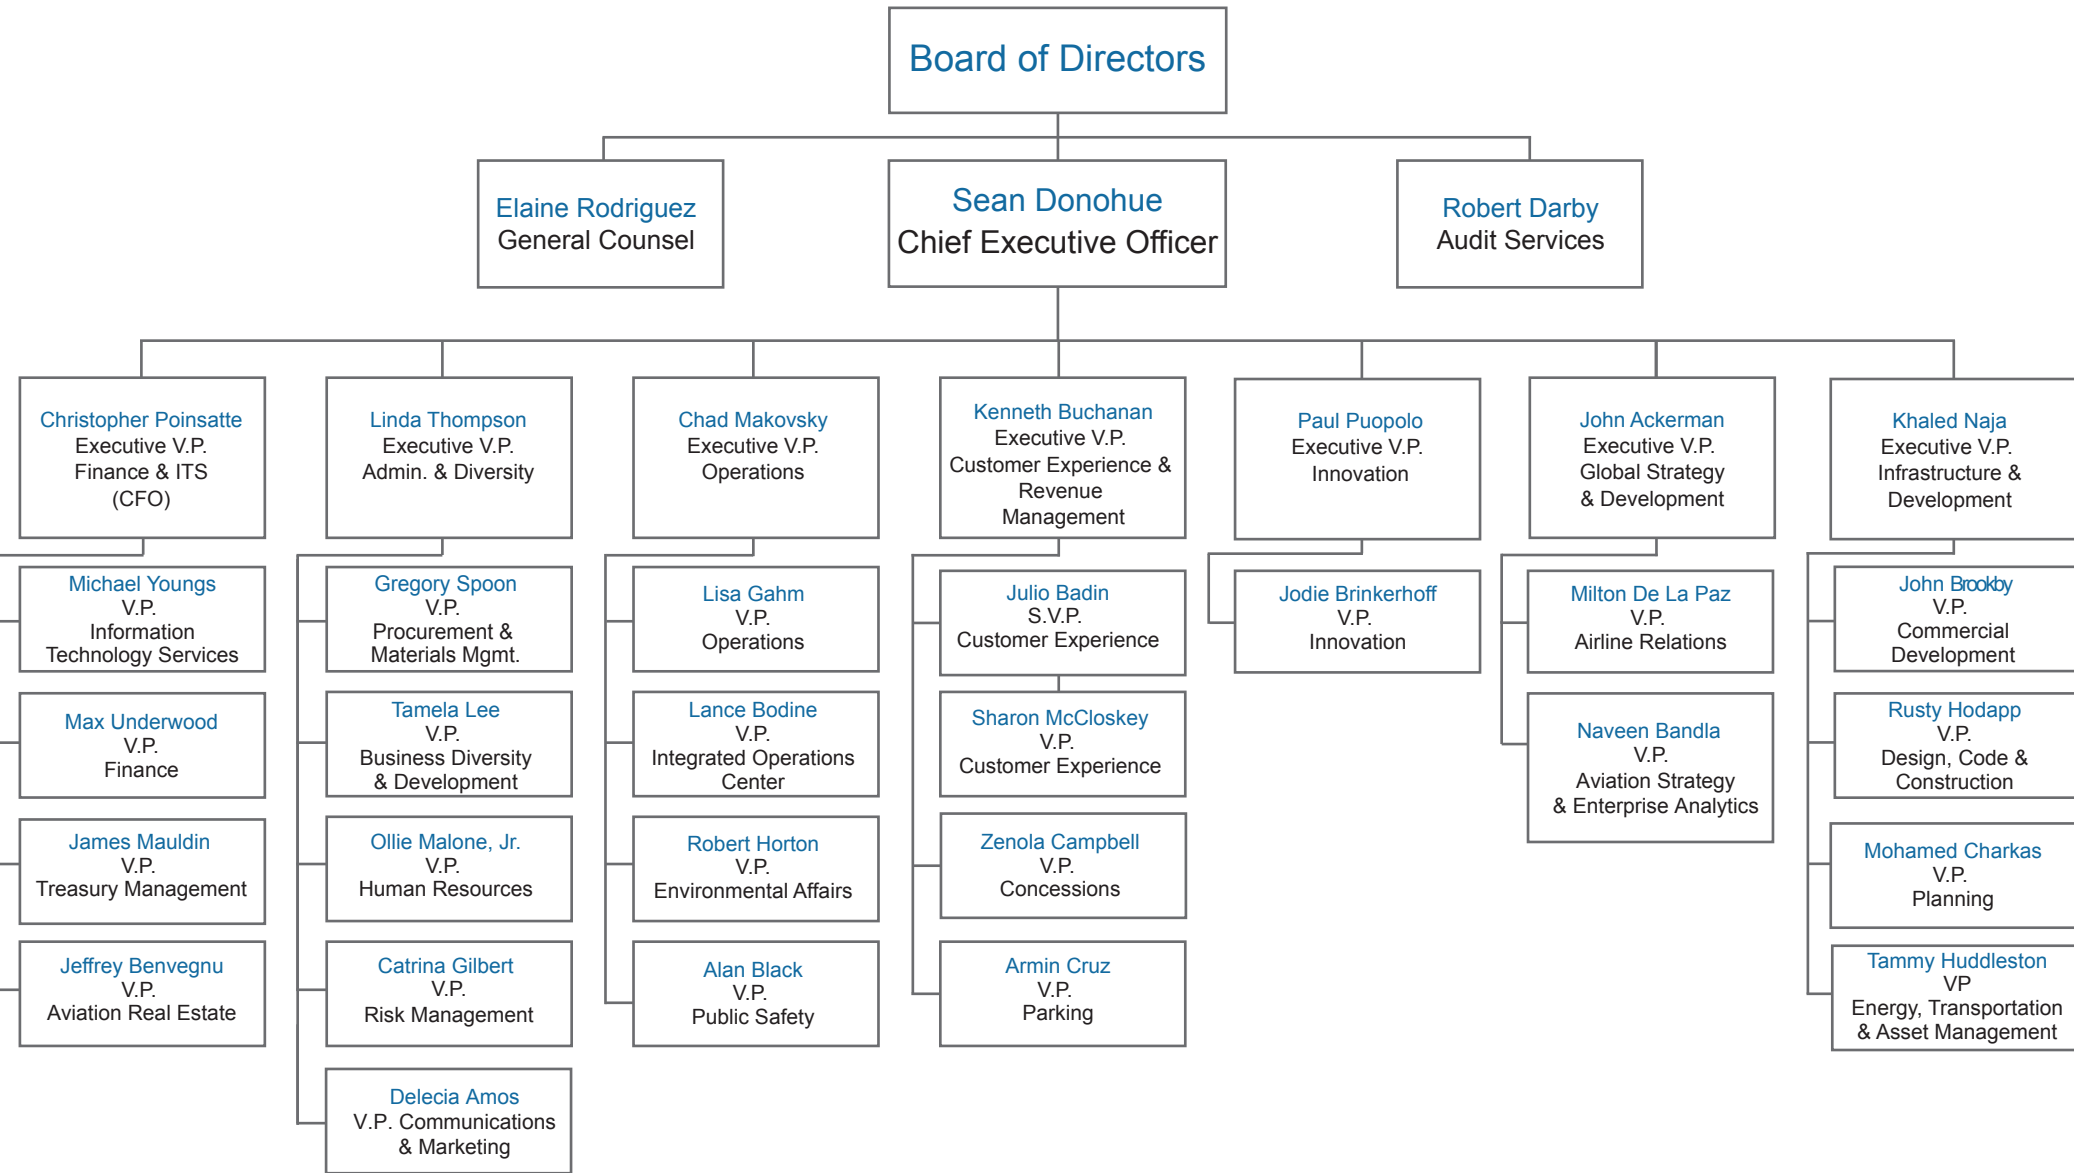 Board of Directors
Elaine Rodriguez
General Counsel
Sean Donohue
Chief Executive Officer
Robert Darby
Audit Services
Christopher Poinsatte
Executive V.P.
Finance & ITS
(CFO)
Linda Thompson
Executive V.P.
Admin. & Diversity
Chad Makovsky
Executive V.P.
Operations
Kenneth Buchanan
Executive V.P.
Customer Experience &
Revenue
Management
Paul Puopolo
Executive V.P.
Innovation
John Ackerman
Executive V.P.
Global Strategy
& Development
Khaled Naja
Executive V.P.
Infrastructure &
Development
Michael Youngs
V.P.
Information
Technology Services
Max Underwood
V.P.
Finance
James Mauldin
V.P.
Treasury Management
Jeffrey Benvegnu
V.P.
Aviation Real Estate
Gregory Spoon
V.P.
Procurement &
Materials Mgmt.
Tamela Lee
V.P.
Business Diversity
& Development
Ollie Malone, Jr.
V.P.
Human Resources
Catrina Gilbert
V.P.
Risk Management
Delecia Amos
V.P. Communications
& Marketing
Lisa Gahm
V.P.
Operations
Lance Bodine
V.P.
Integrated Operations
Center
Robert Horton
V.P.
Environmental Affairs
Alan Black
V.P.
Public Safety
Julio Badin
S.V.P.
Customer Experience
Sharon McCloskey
V.P.
Customer Experience
Zenola Campbell
V.P.
Concessions
Armin Cruz
V.P.
Parking
Jodie Brinkerhoff
V.P.
Innovation
Milton De La Paz
V.P.
Airline Relations
Naveen Bandla
V.P.
Aviation Strategy
& Enterprise Analytics
John Brookby
V.P.
Commercial
Development
Rusty Hodapp
V.P.
Design, Code &
Construction
Mohamed Charkas
V.P.
Planning
Tammy Huddleston
VP
Energy, Transportation
& Asset Management